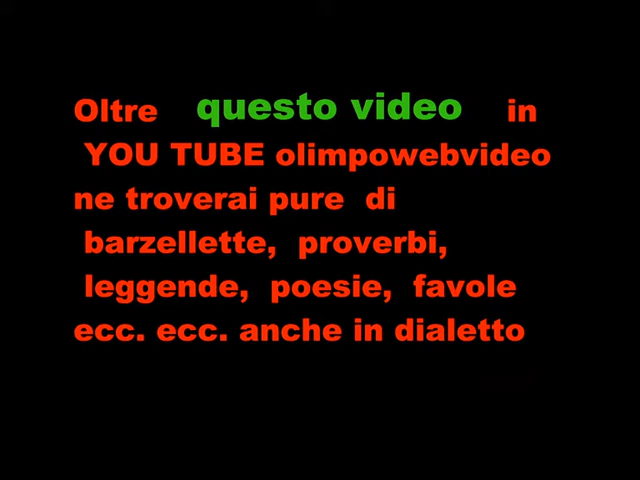 Oltre questo video in
YOU TUBE olimpowebvideo
ne troverai pure di
barzellette, proverbi,
leggende, poesie, favole
ecc. ecc. anche in dialetto